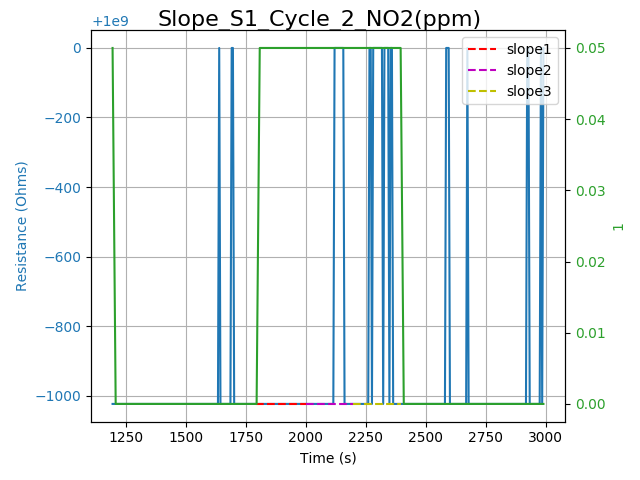 Slope_S1_Cycle_2_NO2(ppm)
+1e9
slope1
slope2
slope3
0
−200
−400
−600
−800
−1000
Resistance (Ohms)
0.05
0.04
0.03
0.02
0.01
0.00
1
1250 1500 1750 2000 2250 2500 2750 3000
Time (s)